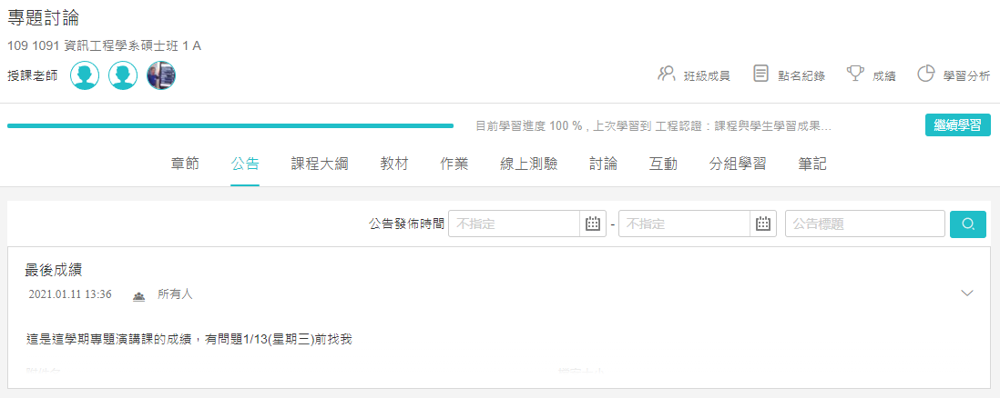 專題討論
109 1091 資訊工程學系碩士班 1 A
授課老師
班級成員 點名紀錄 成績 學習分析
目前學習進度 100 % , 上次學習到 工程認證：課程與學生學習成果...
繼續學習
章節 公告 課程大綱 教材 作業 線上測驗 討論 互動 分組學習 筆記
公告發佈時間 不指定 - 不指定 公告標題
最後成績
2021.01.11 13:36 所有人
這是這學期專題演講課的成績，有問題1/13(星期三)前找我